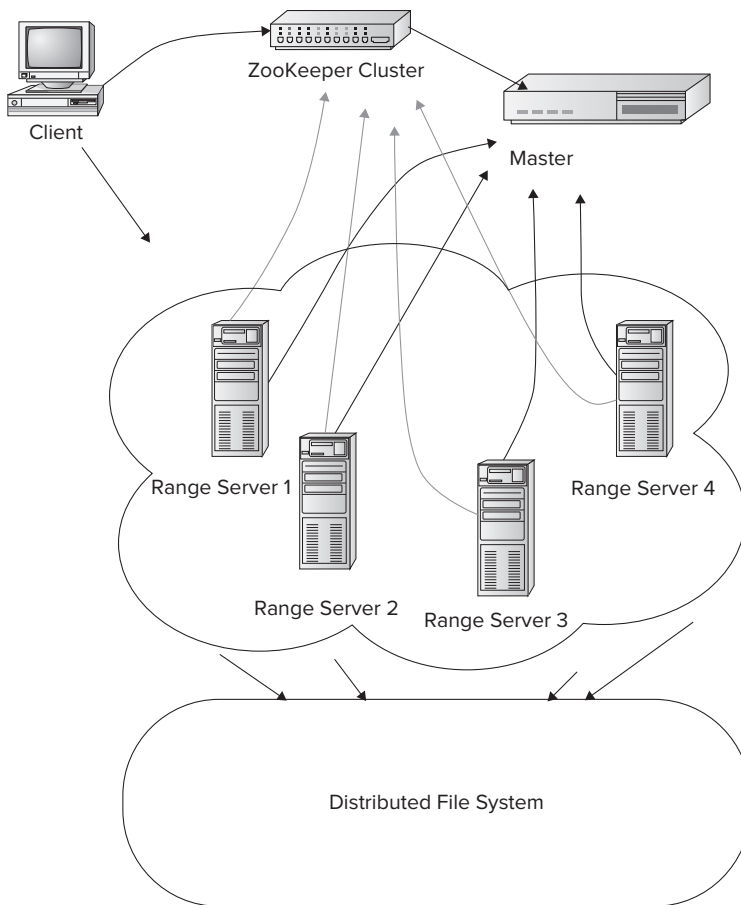 ZooKeeper Cluster
Client
Master
Range Server 1
Range Server 4
Range Server 2
Range Server 3
Distributed File System